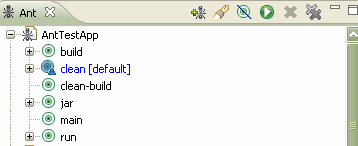 Ant
AntTestApp
build
clean [default]
clean-build
jar
main
run